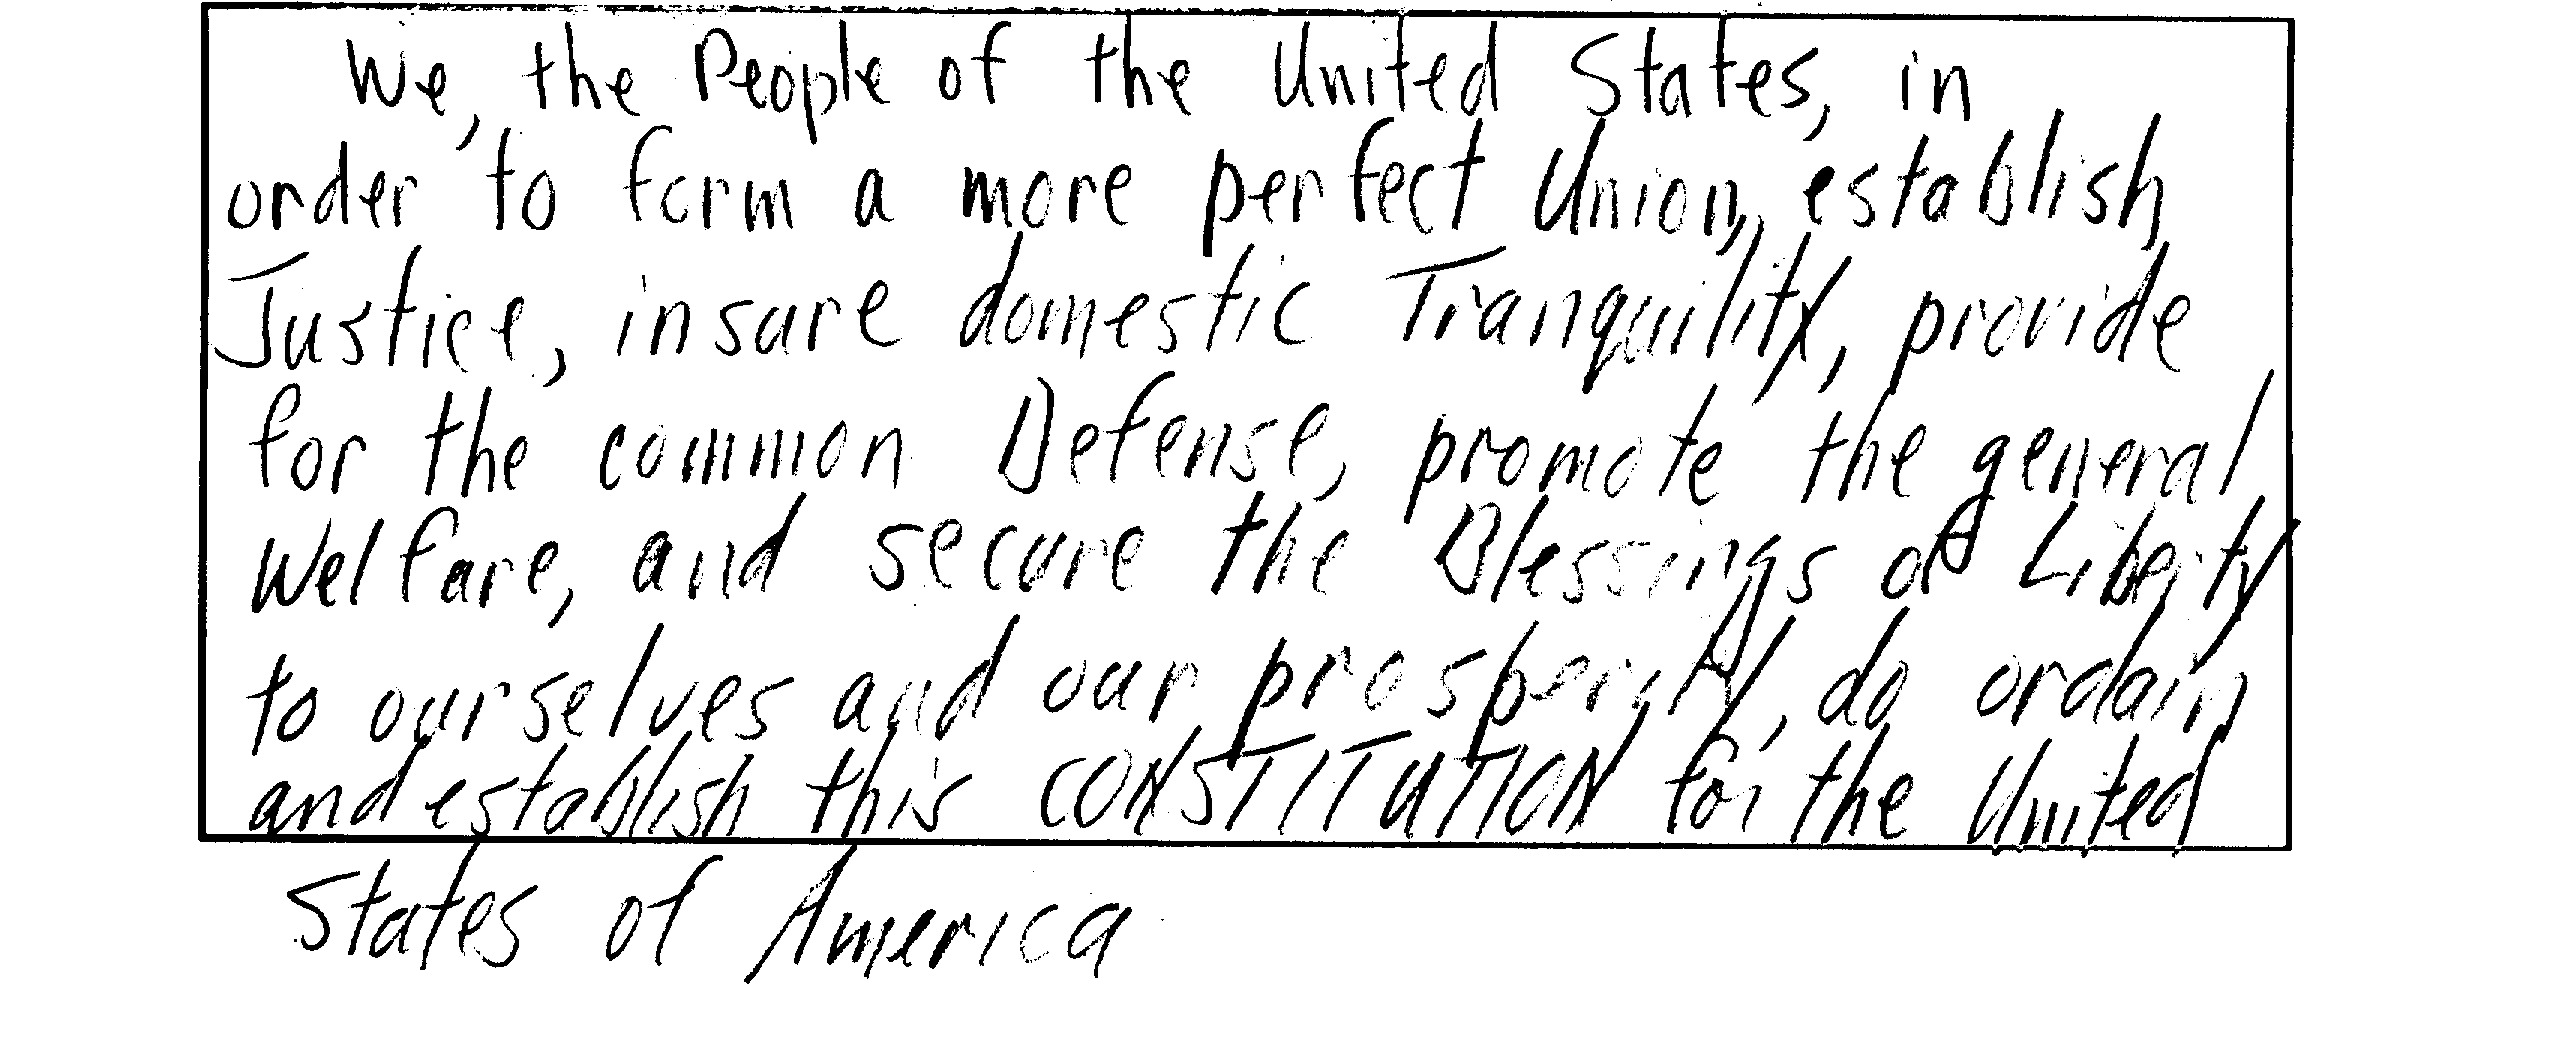 We, the People of the United States, in
order to form a more perfect Union, establish
Justice, insure domestic Tranquility, provide
for the common Defense, promote the general
Welfare, and secure the Blessings of Liberty
to ourselves and our prosperity, do ordain
and establish this CONSTITUTION for the United
States of America